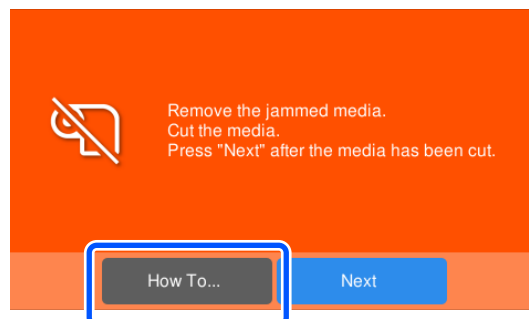 Remove the jammed media.
Cut the media.
Press "Next" after the media has been cut.
How To...
Next